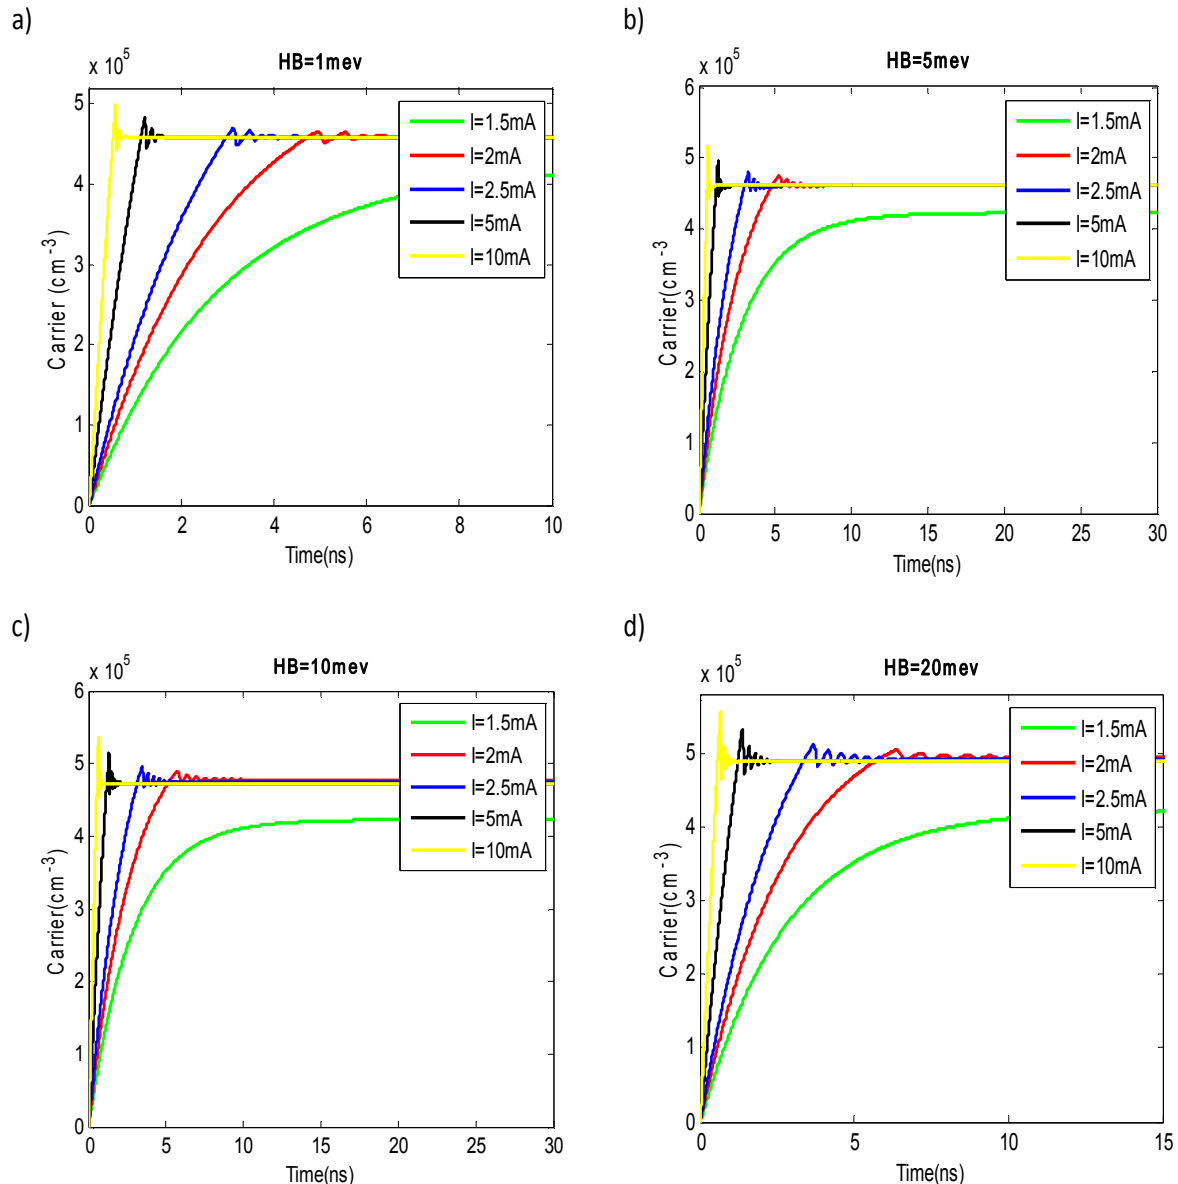 a)
HB=1mev
x 10^5
5
4
3
2
1
0
Carrier (cm^-3)
0 2 4 6 8 10
Time(ns)
I=1.5mA
I=2mA
I=2.5mA
I=5mA
I=10mA
b)
HB=5mev
x 10^5
6
5
4
3
2
1
0
Carrier(cm^-3)
0 5 10 15 20 25 30
Time(ns)
I=1.5mA
I=2mA
I=2.5mA
I=5mA
I=10mA
c)
HB=10mev
x 10^5
6
5
4
3
2
1
0
Carrier(cm^-3)
0 5 10 15 20 25 30
Time(ns)
I=1.5mA
I=2mA
I=2.5mA
I=5mA
I=10mA
d)
HB=20mev
x 10^5
6
5
4
3
2
1
0
Carrier(cm^-3)
0 5 10 15
Time(ns)
I=1.5mA
I=2mA
I=2.5mA
I=5mA
I=10mA